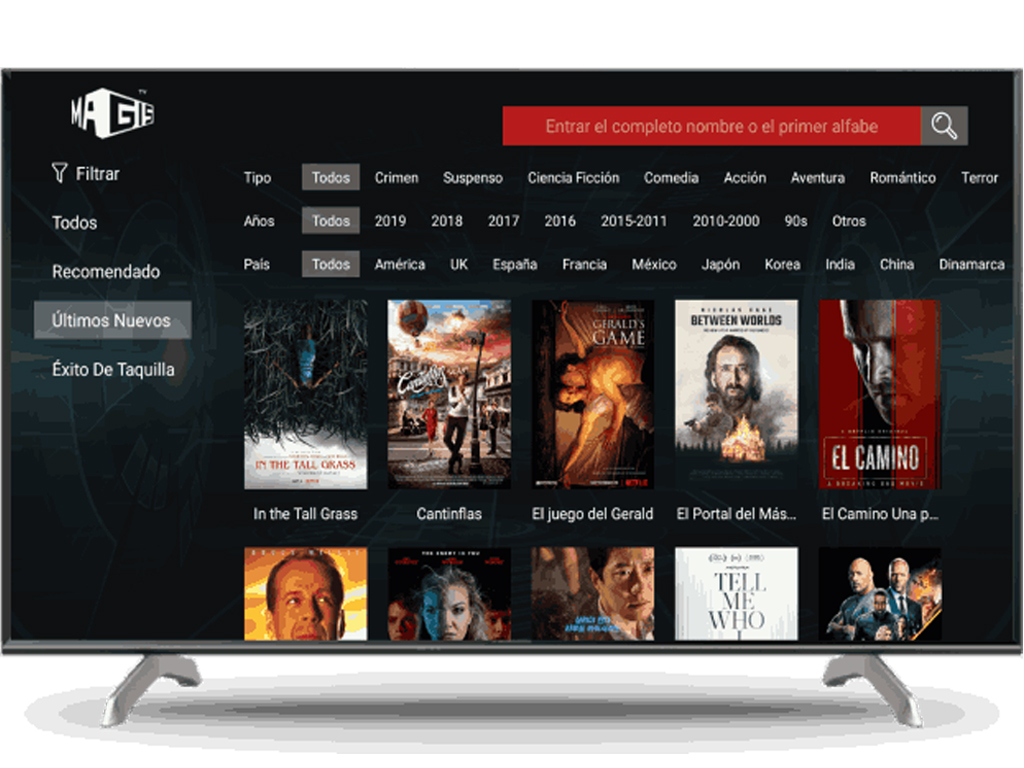 MAGIS TV
Entrar el completo nombre o el primer alfabe
Filtrar
Todos
Recomendado
Últimos Nuevos
Éxito De Taquilla
Tipo Todos Crimen Suspenso Ciencia Ficción Comedia Acción Aventura Romántico Terror
Años Todos 2019 2018 2017 2016 2015-2011 2010-2000 90s Otros
País Todos América UK España Francia México Japón Korea India China Dinamarca
IN THE TALL GRASS
Cantinflas
GERALD'S
GAME
NETFLIX
NICOLAS CAGE
BETWEEN WORLDS
A NETFLIX ORIGINAL
EL CAMINO
A BREAKING BAD MOVIE
In the Tall Grass
Cantinflas
El juego del Gerald
El Portal del Más...
El Camino Una p...
BRUCE WILLIS
THE ENEMY IS YOU
TELL
ME
WHO
I